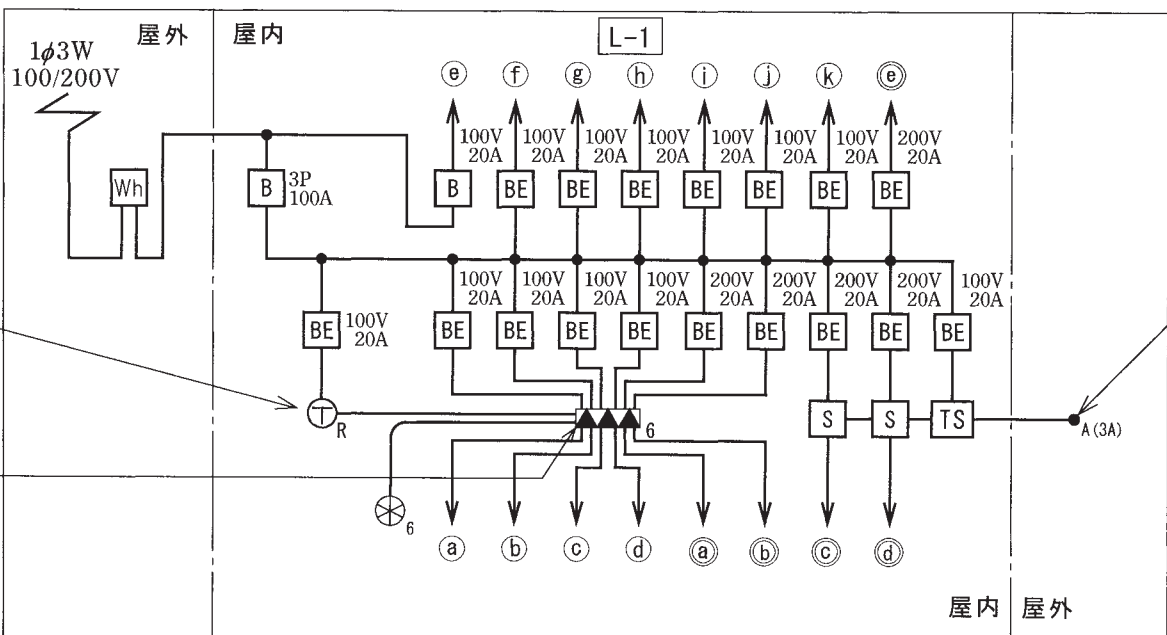 屋外 屋内 L-1
1φ3W
100/200V
ⓔ ⓕ ⓖ ⓗ ⓘ ⓙ ⓚ ⓔ
100V 100V 100V 100V 100V 100V 100V 200V
20A 20A 20A 20A 20A 20A 20A 20A
Wh B 3P
100A
B BE BE BE BE BE BE BE
100V 100V 100V 100V 200V 200V 200V 200V 100V
20A 20A 20A 20A 20A 20A 20A 20A 20A
BE 100V
20A
BE BE BE BE BE BE BE BE BE
T R 6 S S TS A(3A)
6
ⓐ ⓑ ⓒ ⓓ ⓐ ⓑ ⓒ ⓓ
屋内 屋外